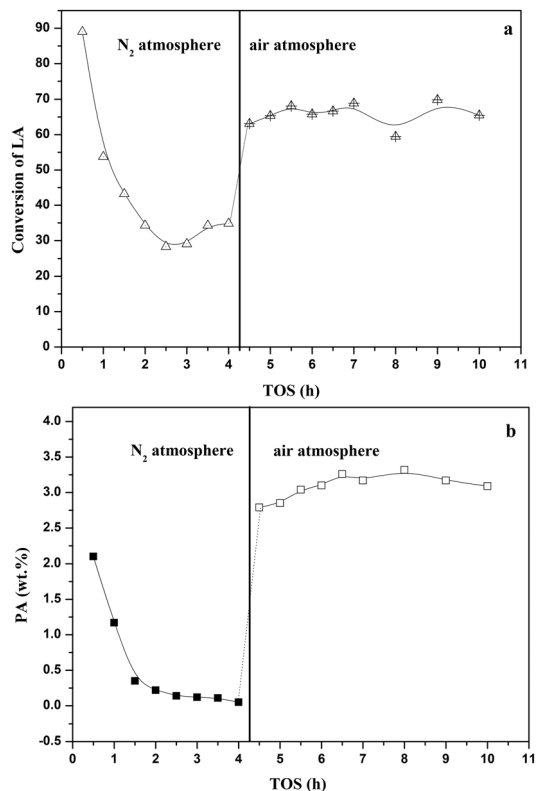 a
N2 atmosphere
air atmosphere
100
90
80
70
60
50
40
30
20
10
0
Conversion of LA
0 1 2 3 4 5 6 7 8 9 10 11
TOS (h)
b
N2 atmosphere
air atmosphere
4.0
3.5
3.0
2.5
2.0
1.5
1.0
0.5
0.0
-0.5
PA (wt.%)
0 1 2 3 4 5 6 7 8 9 10 11
TOS (h)